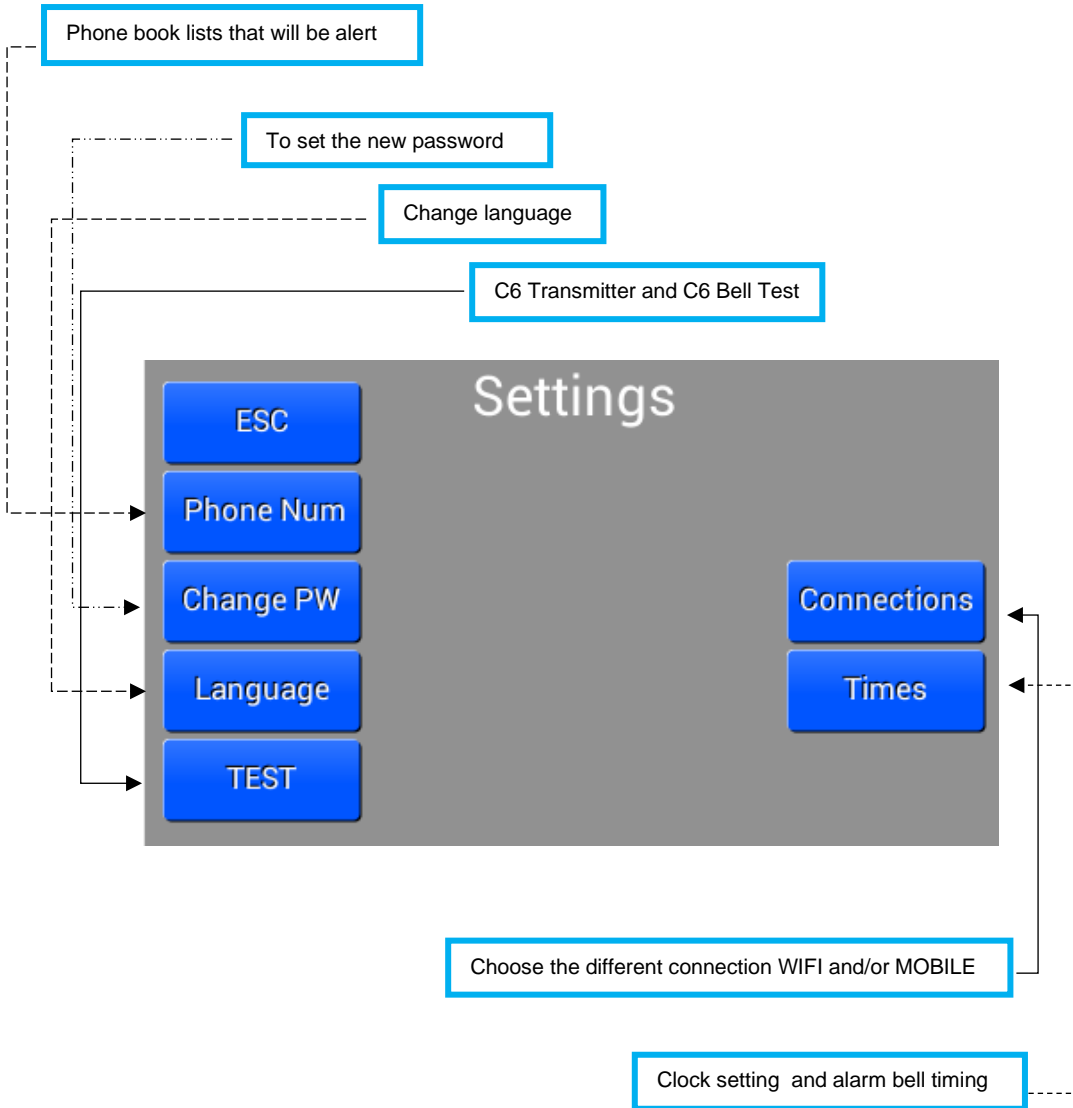 Phone book lists that will be alert
To set the new password
Change language
C6 Transmitter and C6 Bell Test
Settings
ESC
Phone Num
Change PW
Connections
Language
Times
TEST
Choose the different connection WIFI and/or MOBILE
Clock setting  and alarm bell timing